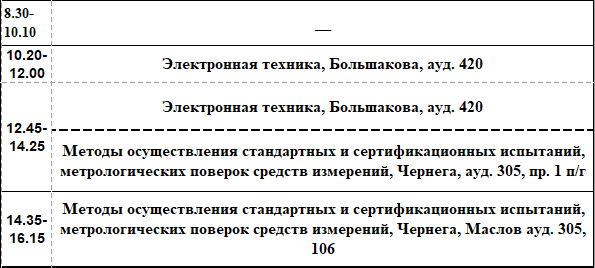 8.30-
10.10
—
10.20-
12.00
Электронная техника, Большакова, ауд. 420
12.45-
14.25
Электронная техника, Большакова, ауд. 420
Методы осуществления стандартных и сертификационных испытаний,
метрологических поверок средств измерений, Чернега, ауд. 305, пр. 1 п/г
14.35-
16.15
Методы осуществления стандартных и сертификационных испытаний,
метрологических поверок средств измерений, Чернега, Маслов ауд. 305,
106